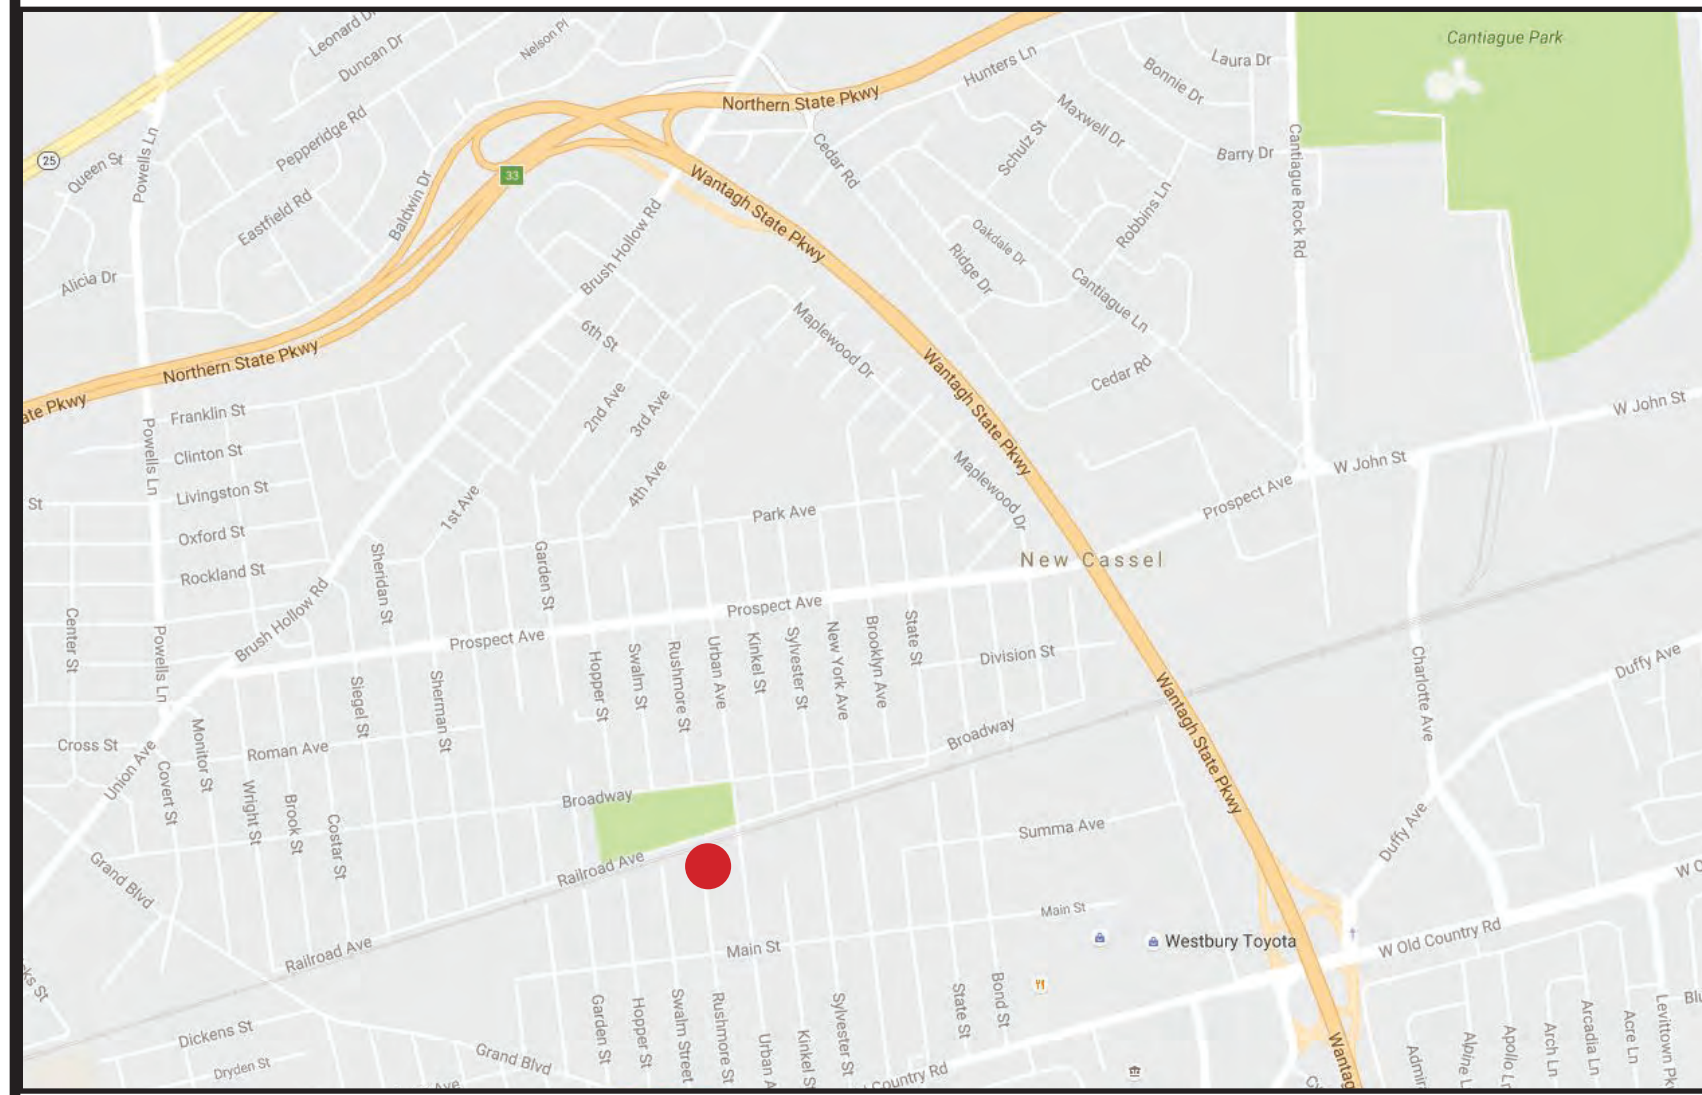 Leonard Dr
Duncan Dr
Nelson Pl
Cantiague Park
Hunters Ln
Laura Dr
Bonnie Dr
Northern State Pkwy
Maxwell Dr
Pepperidge Rd
Powells Ln
25
Queen St
Schulz St
Cedar Rd
Barry Dr
Cantiague Rock Rd
33
Wantagh State Pkwy
Baldwin Dr
Eastfield Rd
Brush Hollow Rd
Robbins Ln
Oakdale Dr
Ridge Dr
Alicia Dr
Cantiague Ln
6th St
Maplewood Dr
Northern State Pkwy
ate Pkwy
Wantagh State Pkwy
Cedar Rd
W John St
Franklin St
2nd Ave
3rd Ave
Powells Ln
Clinton St
W John St
4th Ave
Maplewood Dr
Livingston St
1st Ave
Prospect Ave
St
Park Ave
Oxford St
New Cassel
Rockland St
Sheridan St
Garden St
Prospect Ave
Brush Hollow Rd
Center St
Powells Ln
Prospect Ave
Hopper St
Swalm St
Rushmore St
Urban Ave
Kinkel St
Sylvester St
New York Ave
Brooklyn Ave
State St
Division St
Duffy Ave
Charlotte Ave
Siegel St
Sherman St
Wantagh State Pkwy
Monitor St
Cross St
Roman Ave
Broadway
Union Ave
Covert St
Wright St
Brook St
Costar St
Broadway
Summa Ave
Duffy Ave
Grand Blvd
Railroad Ave
Main St
Railroad Ave
Main St
Westbury Toyota
W Old Country Rd
W O
cks St
Garden St
Hopper St
Swalm Street
Rushmore St
Urban A
Kinkel S
Sylvester St
State St
Bond St
Dickens St
Grand Blvd
Dryden St
Ave
Country Rd
Wantag
Admir
Alpine L
Apollo Ln
Arch Ln
Arcadia Ln
Acre Ln
Levittown Pk
Blu